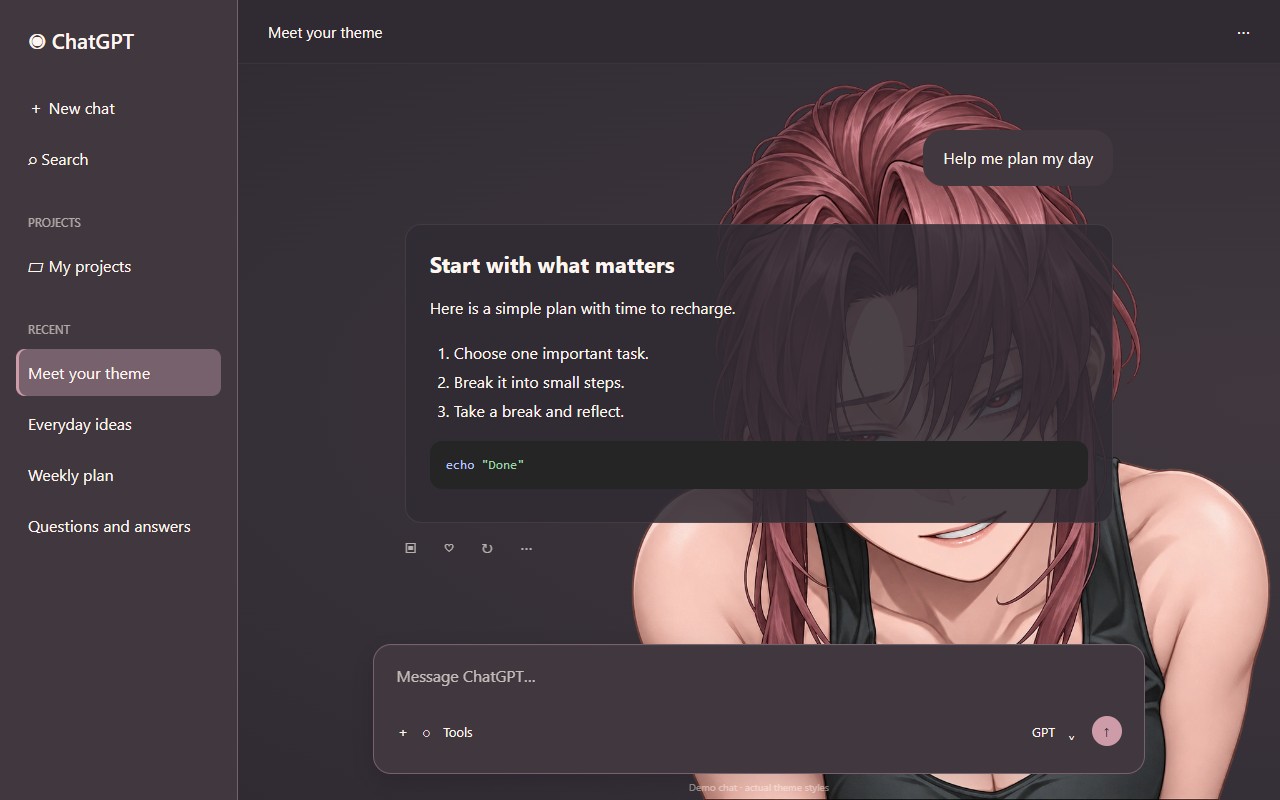 ChatGPT
+ New chat
Search
PROJECTS
My projects
RECENT
Meet your theme
Everyday ideas
Weekly plan
Questions and answers
Meet your theme
...
Help me plan my day
Start with what matters
Here is a simple plan with time to recharge.
1. Choose one important task.
2. Break it into small steps.
3. Take a break and reflect.
echo "Done"
Message ChatGPT...
+ Tools
GPT
Demo chat · actual theme styles